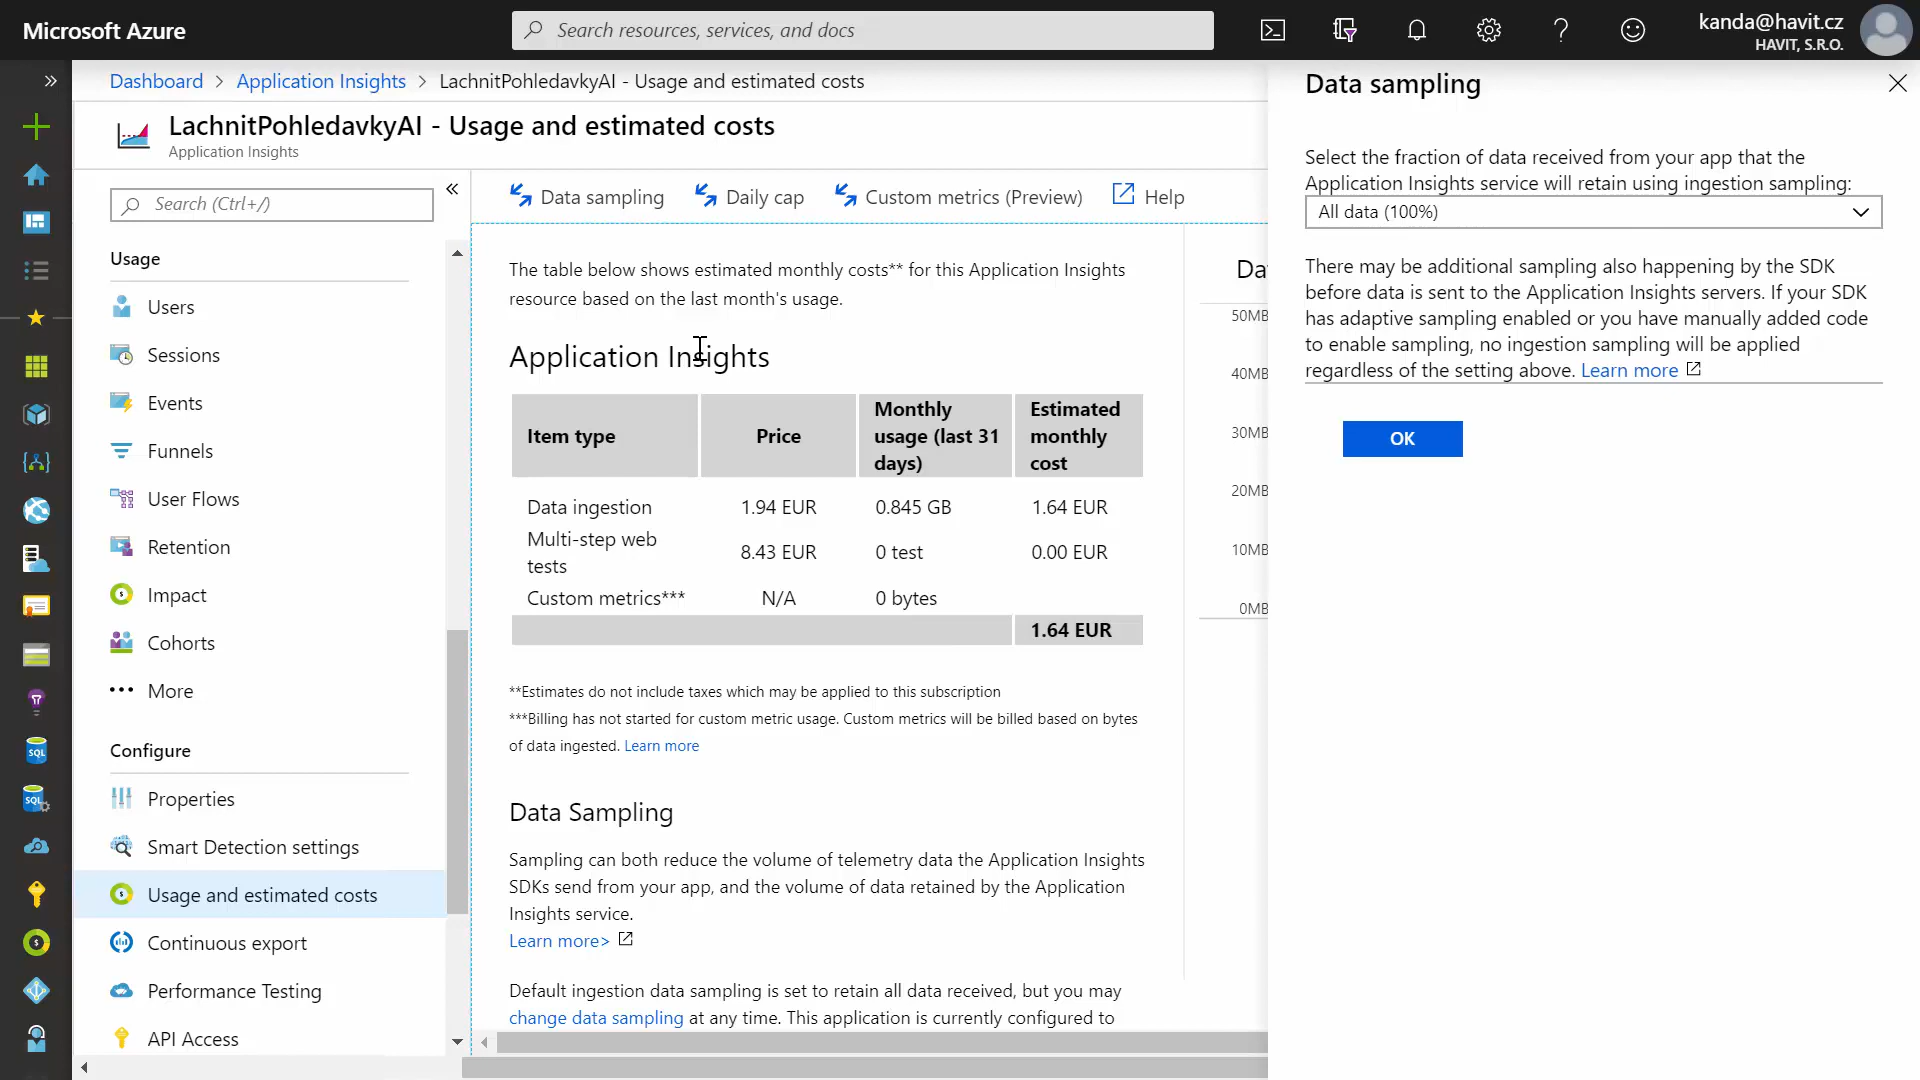 Microsoft Azure
Search resources, services, and docs
kanda@havit.cz
HAVIT, S.R.O.
Dashboard > Application Insights > LachnitPohledavkyAI - Usage and estimated costs
LachnitPohledavkyAI - Usage and estimated costs
Application Insights
Search (Ctrl+/)
Usage
Users
Sessions
Events
Funnels
User Flows
Retention
Impact
Cohorts
More
Configure
Properties
Smart Detection settings
Usage and estimated costs
Continuous export
Performance Testing
API Access
Data sampling
Daily cap
Custom metrics (Preview)
Help
The table below shows estimated monthly costs** for this Application Insights
resource based on the last month's usage.
Application Insights
Item type Price Monthly usage (last 31 days) Estimated monthly cost
Data ingestion 1.94 EUR 0.845 GB 1.64 EUR
Multi-step web tests 8.43 EUR 0 test 0.00 EUR
Custom metrics*** N/A 0 bytes
1.64 EUR
**Estimates do not include taxes which may be applied to this subscription
***Billing has not started for custom metric usage. Custom metrics will be billed based on bytes
of data ingested. Learn more
Data Sampling
Sampling can both reduce the volume of telemetry data the Application Insights
SDKs send from your app, and the volume of data retained by the Application
Insights service.
Learn more>
Default ingestion data sampling is set to retain all data received, but you may
change data sampling at any time. This application is currently configured to
Da
50MB
40MB
30MB
20MB
10MB
0MB
Data sampling
Select the fraction of data received from your app that the
Application Insights service will retain using ingestion sampling:
All data (100%)
There may be additional sampling also happening by the SDK
before data is sent to the Application Insights servers. If your SDK
has adaptive sampling enabled or you have manually added code
to enable sampling, no ingestion sampling will be applied
regardless of the setting above. Learn more
OK